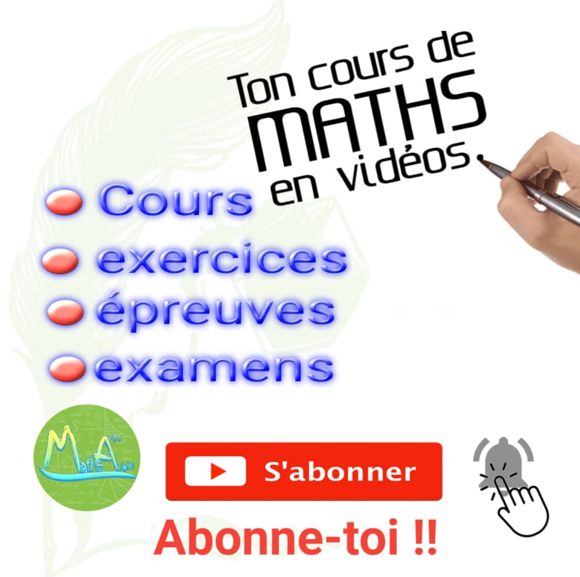 Ton cours de
MATHS
en vidéos.
Cours
exercices
épreuves
examens
S'abonner
Abonne-toi !!